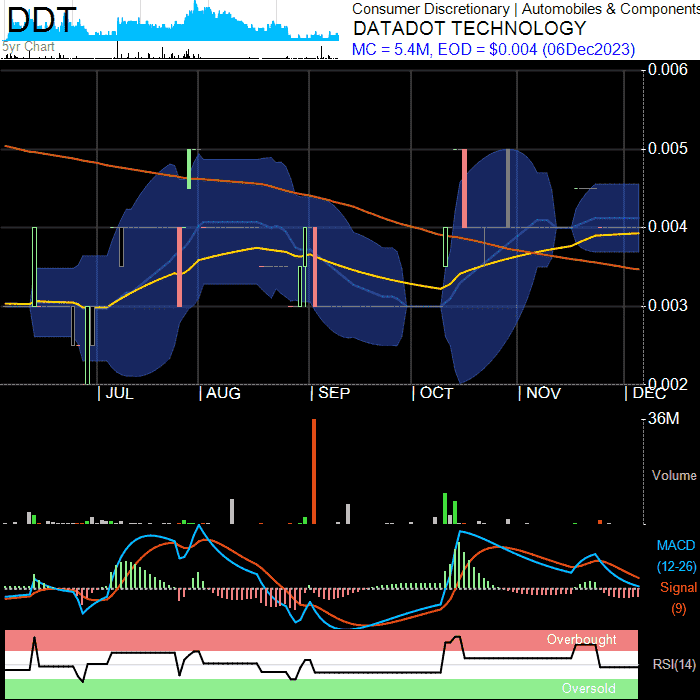 DDT
5yr Chart
Consumer Discretionary | Automobiles & Components
DATADOT TECHNOLOGY
MC = 5.4M, EOD = $0.004 (06Dec2023)
0.006
0.005
0.004
0.003
0.002
| JUL | AUG | SEP | OCT | NOV | DEC
36M
Volume
MACD
(12-26)
Signal
(9)
Overbought
RSI(14)
Oversold